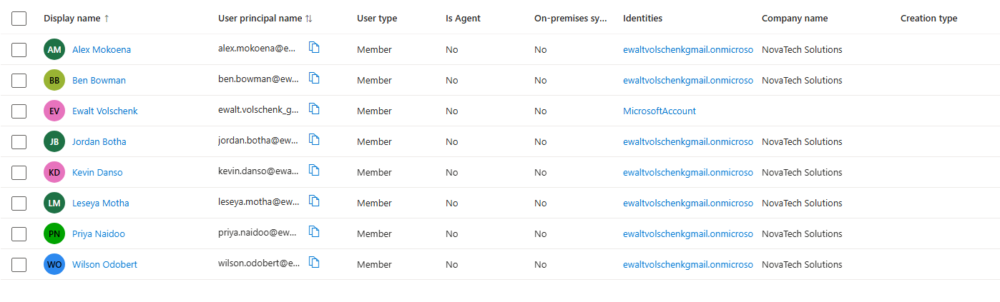 Display name ↑ User principal name ↑↓ User type Is Agent On-premises sy... Identities Company name Creation type
AM Alex Mokoena alex.mokoena@e... Member No No ewaltvolschenkgmail.onmicroso NovaTech Solutions
BB Ben Bowman ben.bowman@ew... Member No No ewaltvolschenkgmail.onmicroso NovaTech Solutions
EV Ewalt Volschenk ewalt.volschenk_g... Member No No MicrosoftAccount
JB Jordan Botha jordan.botha@ew... Member No No ewaltvolschenkgmail.onmicroso NovaTech Solutions
KD Kevin Danso kevin.danso@ewa... Member No No ewaltvolschenkgmail.onmicroso NovaTech Solutions
LM Leseya Motha leseya.motha@ew... Member No No ewaltvolschenkgmail.onmicroso NovaTech Solutions
PN Priya Naidoo priya.naidoo@ew... Member No No ewaltvolschenkgmail.onmicroso NovaTech Solutions
WO Wilson Odobert wilson.odobert@e... Member No No ewaltvolschenkgmail.onmicroso NovaTech Solutions